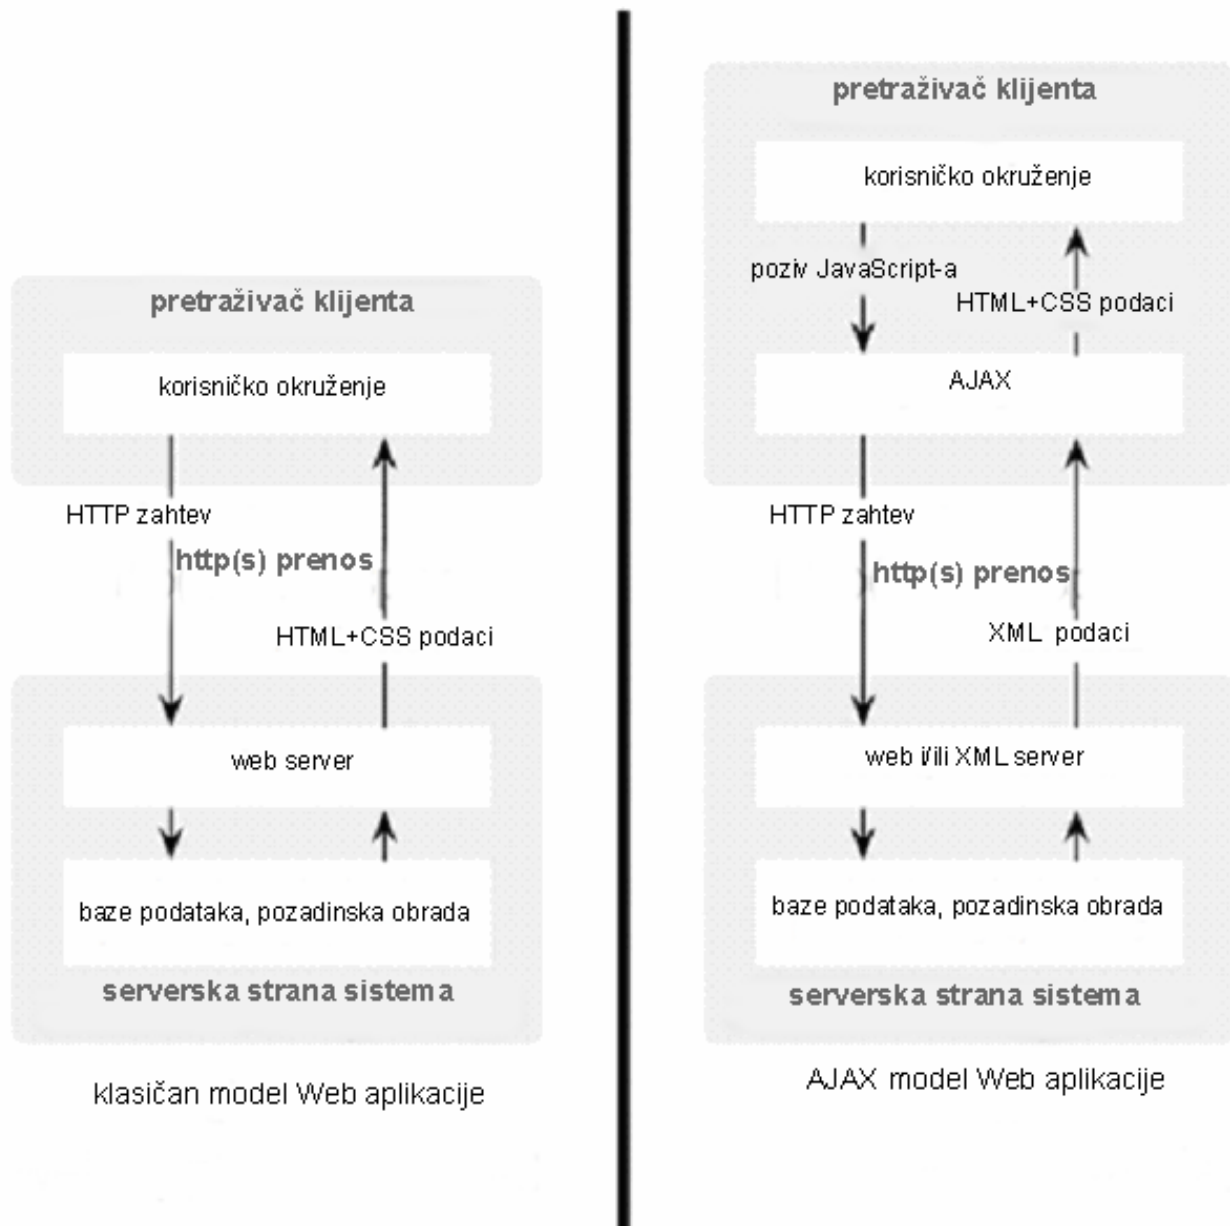 pretraživač klijenta
korisničko okruženje
HTTP zahtev
http(s) prenos
HTML+CSS podaci
web server
baze podataka, pozadinska obrada
serverska strana sistema
klasičan model Web aplikacije
pretraživač klijenta
korisničko okruženje
poziv JavaScript-a
HTML+CSS podaci
AJAX
HTTP zahtev
http(s) prenos
XML podaci
web i/ili XML server
baze podataka, pozadinska obrada
serverska strana sistema
AJAX model Web aplikacije